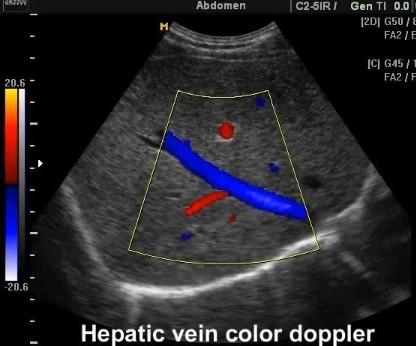 Abdomen
C2-5IR / Gen TI 0.0
[2D] G50 /
FA2 /
[C] G45 /
FA2 /
M
20.6
-20.6
Hepatic vein color doppler